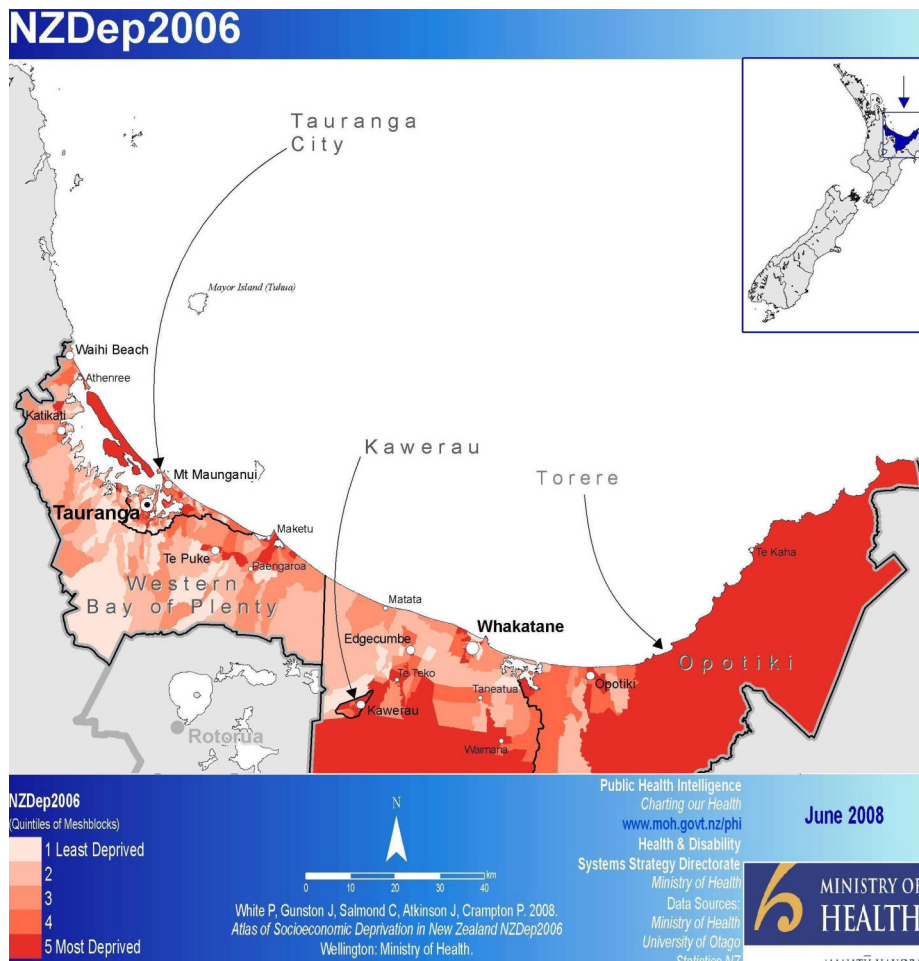 NZDep2006
Tauranga
City
Mayor Island (Tuhua)
Waihi Beach
Athenree
Katikati
Kawerau
Mt Maunganui
Torere
Tauranga
Maketu
Te Kaha
Te Puke
Paengaroa
Western
Bay of Plenty
Matata
Whakatane
Edgecumbe
Opotiki
Te Teko
Taneatua
Opotiki
Kawerau
Rotorua
Waimana
NZDep2006
(Quintiles of Meshblocks)
1 Least Deprived
2
3
4
5 Most Deprived
N
0 10 20 30 40 km
White P, Gunston J, Salmond C, Atkinson J, Crampton P. 2008.
Atlas of Socioeconomic Deprivation in New Zealand NZDep2006
Wellington: Ministry of Health.
Public Health Intelligence
Charting our Health
www.moh.govt.nz/phi
Health & Disability
Systems Strategy Directorate
Ministry of Health
Data Sources:
Ministry of Health
University of Otago
Statistics NZ
June 2008
MINISTRY OF
HEALTH